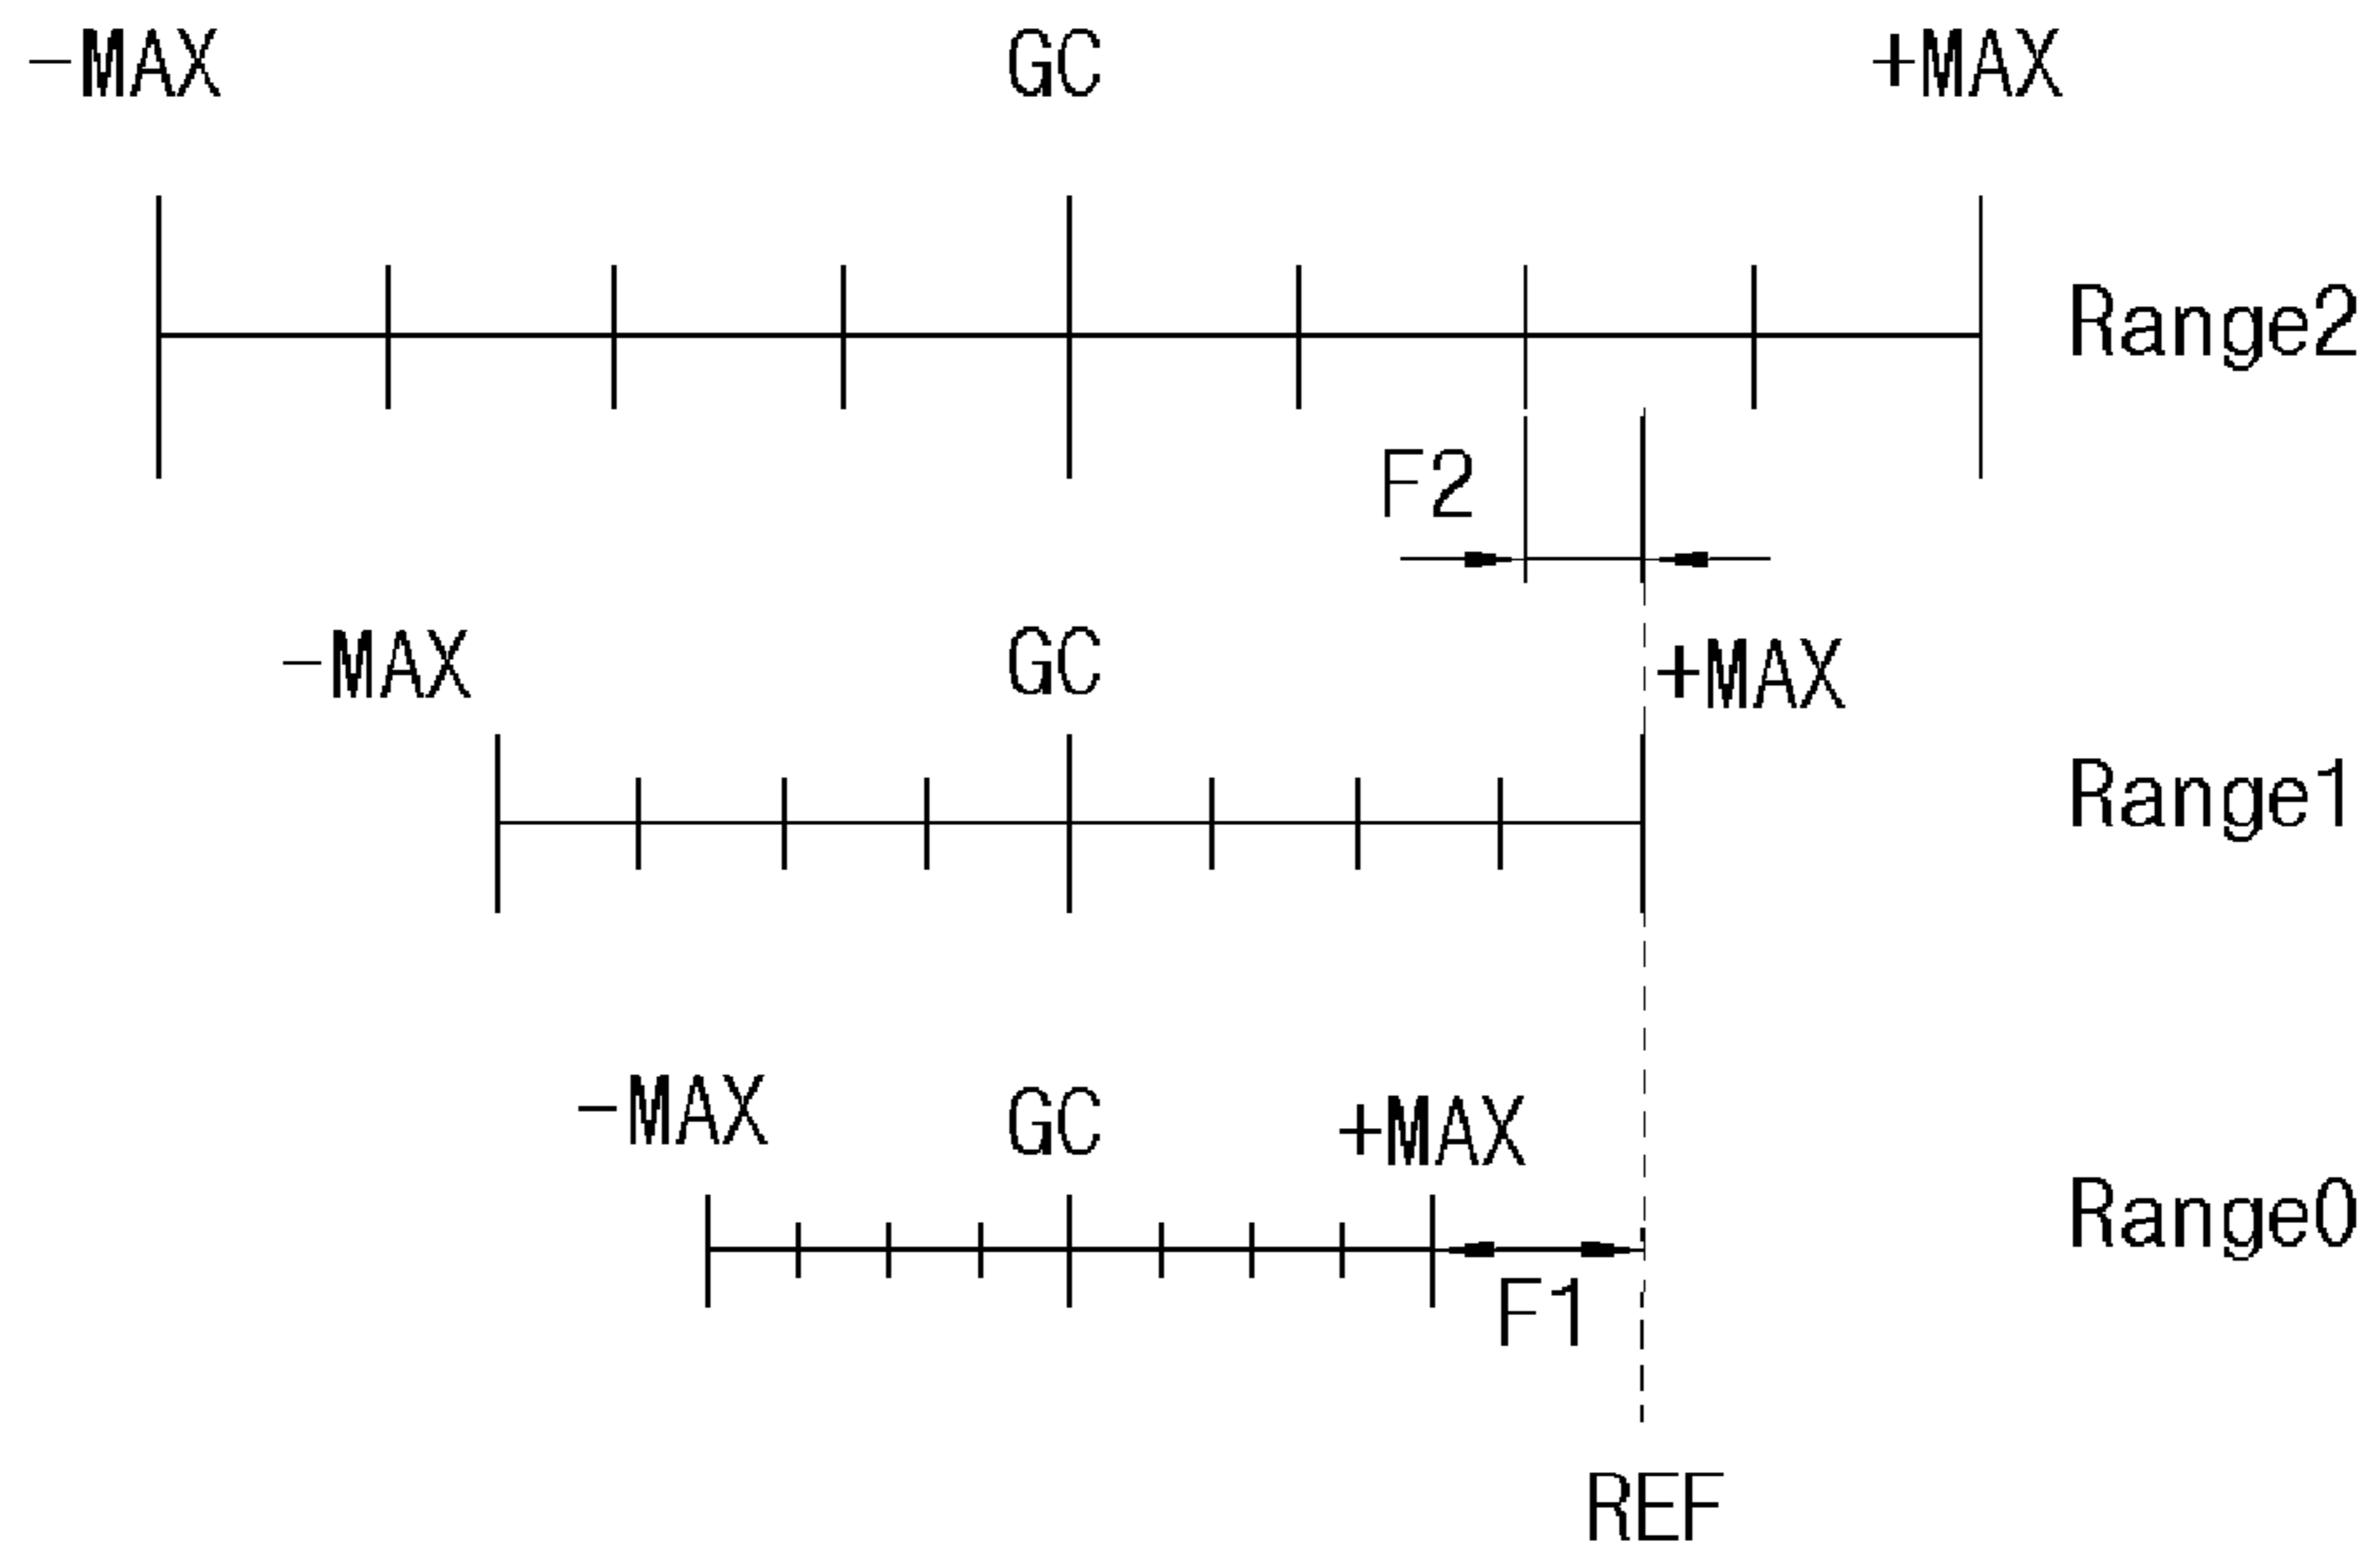 -MAX GC +MAX
Range2
F2
-MAX GC +MAX
Range1
-MAX GC +MAX
Range0
F1
REF